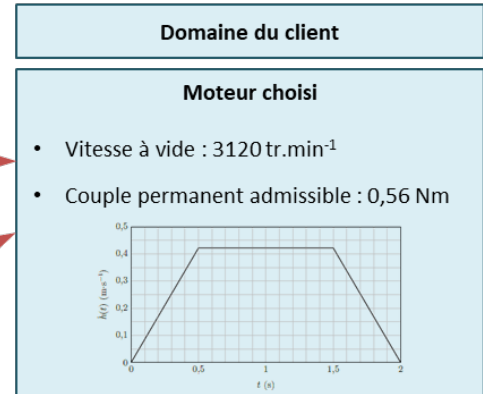 Domaine du client
Moteur choisi
• Vitesse à vide : 3120 tr.min⁻¹
• Couple permanent admissible : 0,56 Nm
0,5
0,4
0,3
0,2
0,1
0
ḣ(t) (m·s⁻¹)
0 0,5 1 1,5 2
t (s)